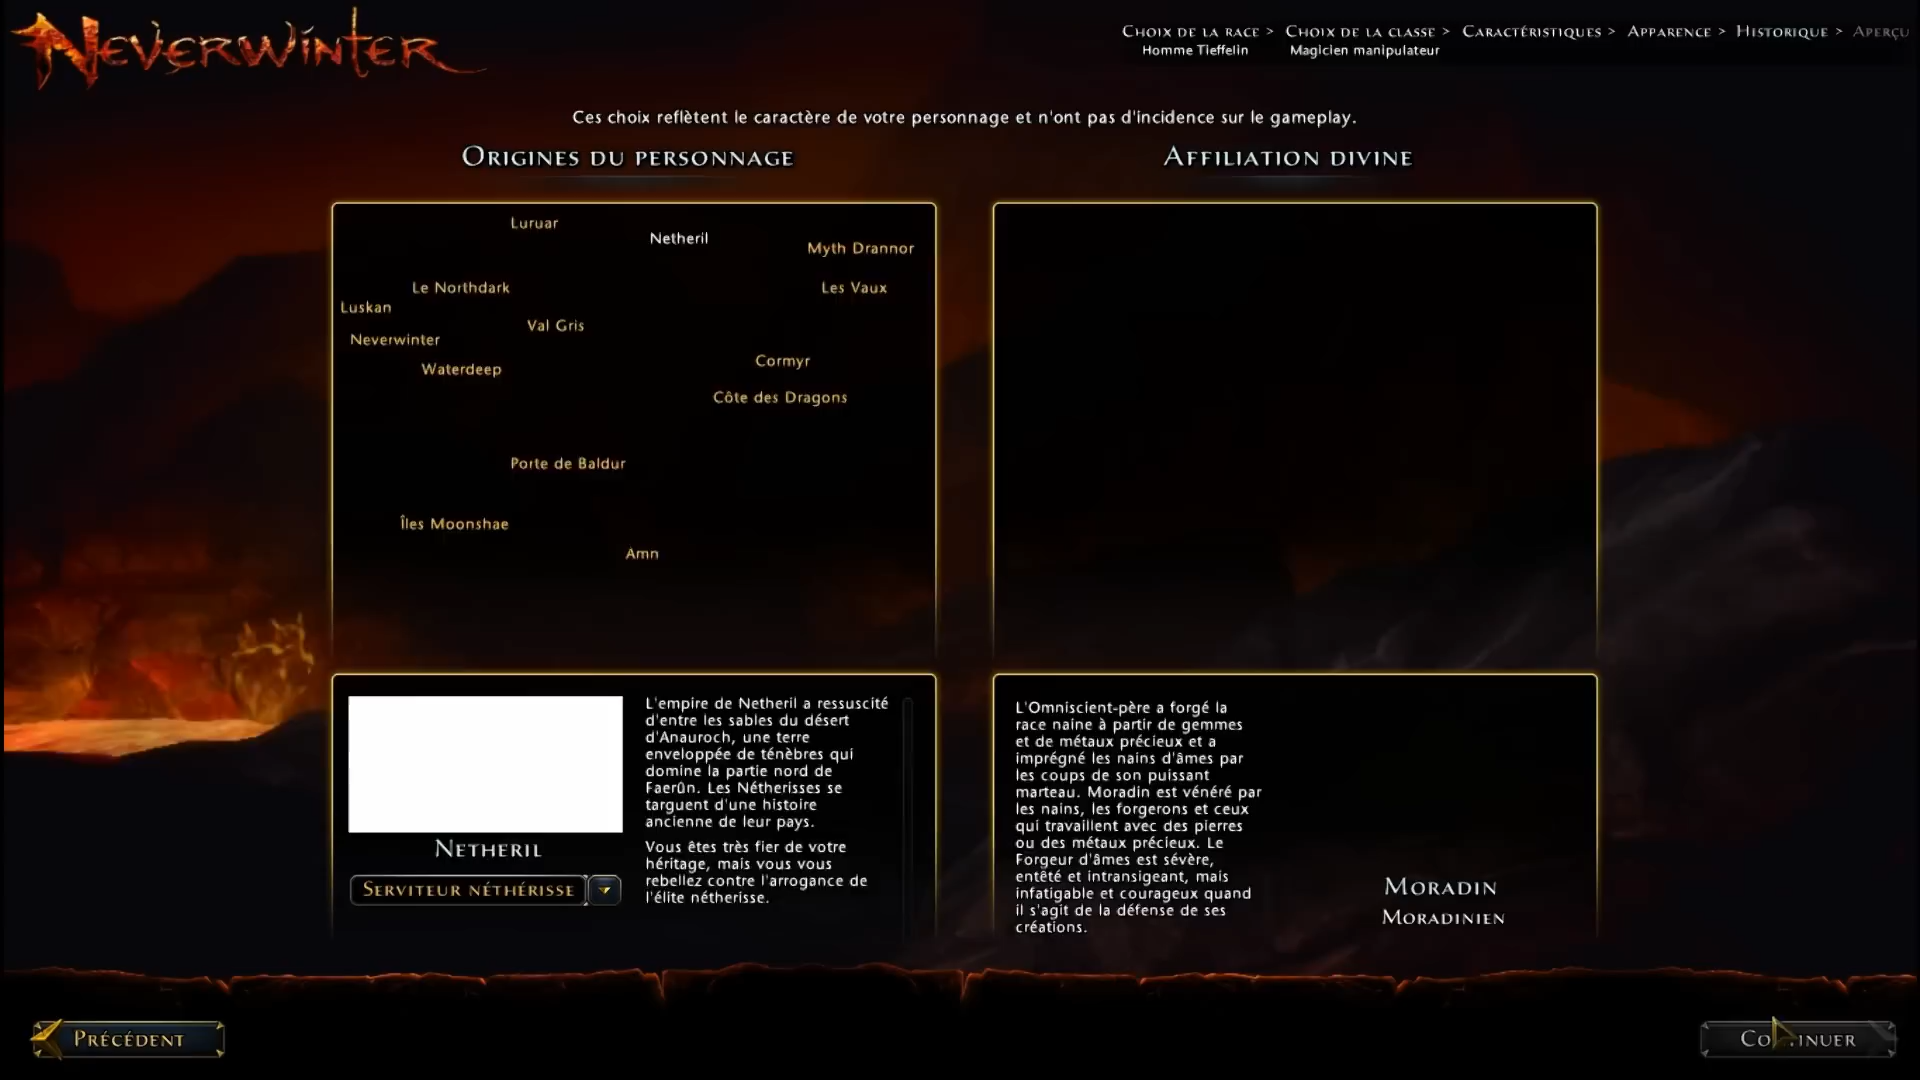 NEVERWINTER
CHOIX DE LA RACE > CHOIX DE LA CLASSE > CARACTÉRISTIQUES > APPARENCE > HISTORIQUE > APERÇU
Homme Tieffelin Magicien manipulateur
Ces choix reflètent le caractère de votre personnage et n'ont pas d'incidence sur le gameplay.
ORIGINES DU PERSONNAGE
Luruar
Netheril
Myth Drannor
Le Northdark
Les Vaux
Luskan
Val Gris
Neverwinter
Cormyr
Waterdeep
Côte des Dragons
Porte de Baldur
Îles Moonshae
Amn
NETHERIL
SERVITEUR NÉTHÉRISSE
L'empire de Netheril a ressuscité
d'entre les sables du désert
d'Anauroch, une terre
enveloppée de ténèbres qui
domine la partie nord de
Faerûn. Les Nétherisses se
targuent d'une histoire
ancienne de leur pays.
Vous êtes très fier de votre
héritage, mais vous vous
rebellez contre l'arrogance de
l'élite nétherisse.
AFFILIATION DIVINE
L'Omniscient-père a forgé la
race naine à partir de gemmes
et de métaux précieux et a
imprégné les nains d'âmes par
les coups de son puissant
marteau. Moradin est vénéré par
les nains, les forgerons et ceux
qui travaillent avec des pierres
ou des métaux précieux. Le
Forgeur d'âmes est sévère,
entêté et intransigeant, mais
infatigable et courageux quand
il s'agit de la défense de ses
créations.
MORADIN
MORADINIEN
PRÉCÉDENT
CONTINUER